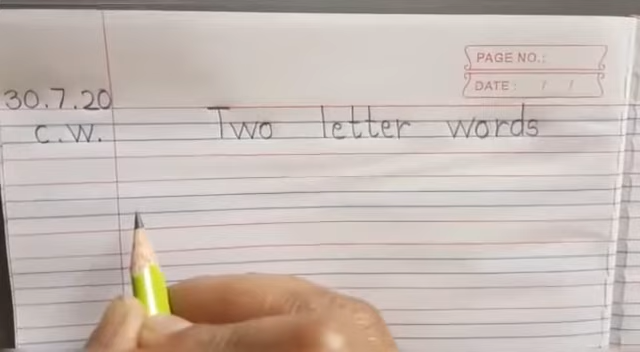 PAGE NO.:
DATE: / /
30.7.20
C.W.
Two letter words